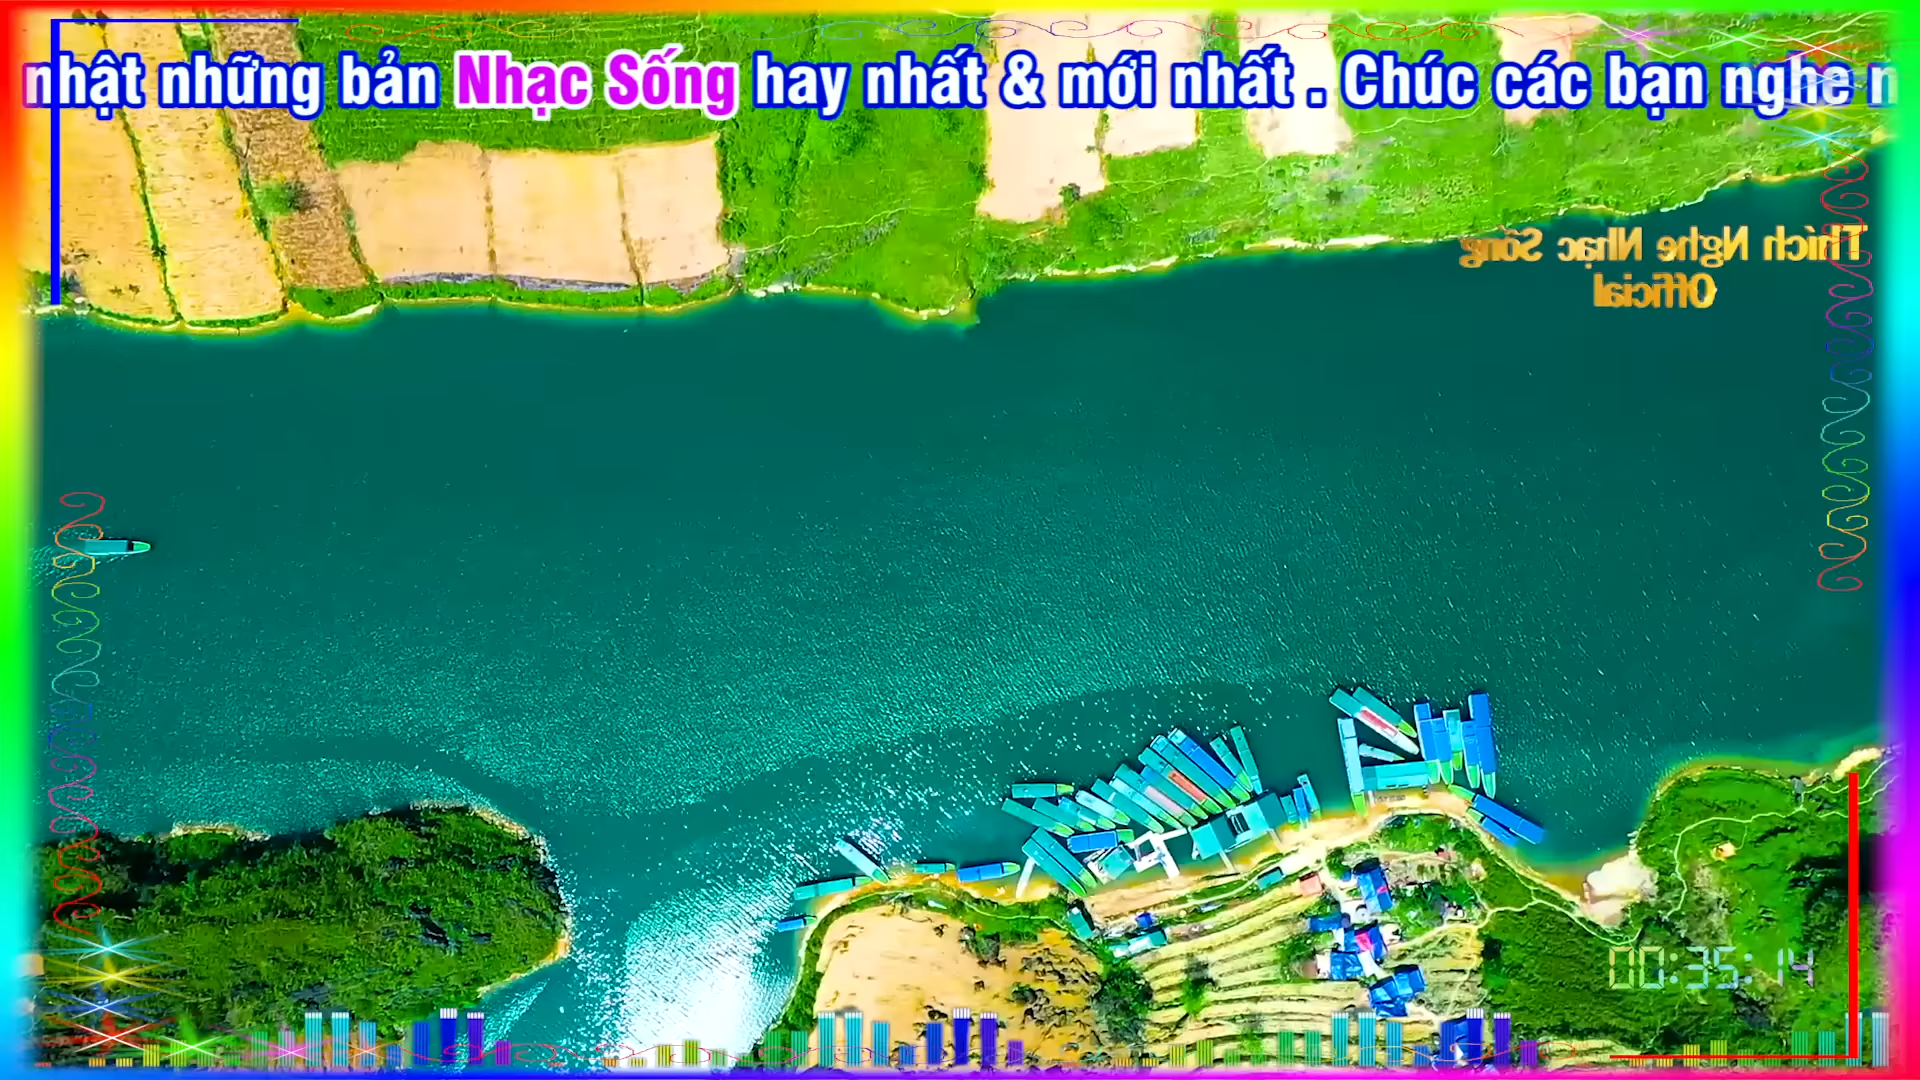 nhật những bản Nhạc Sống hay nhất & mới nhất . Chúc các bạn nghe n
Thích Nghe Nhạc Sống
Official
00:35:14